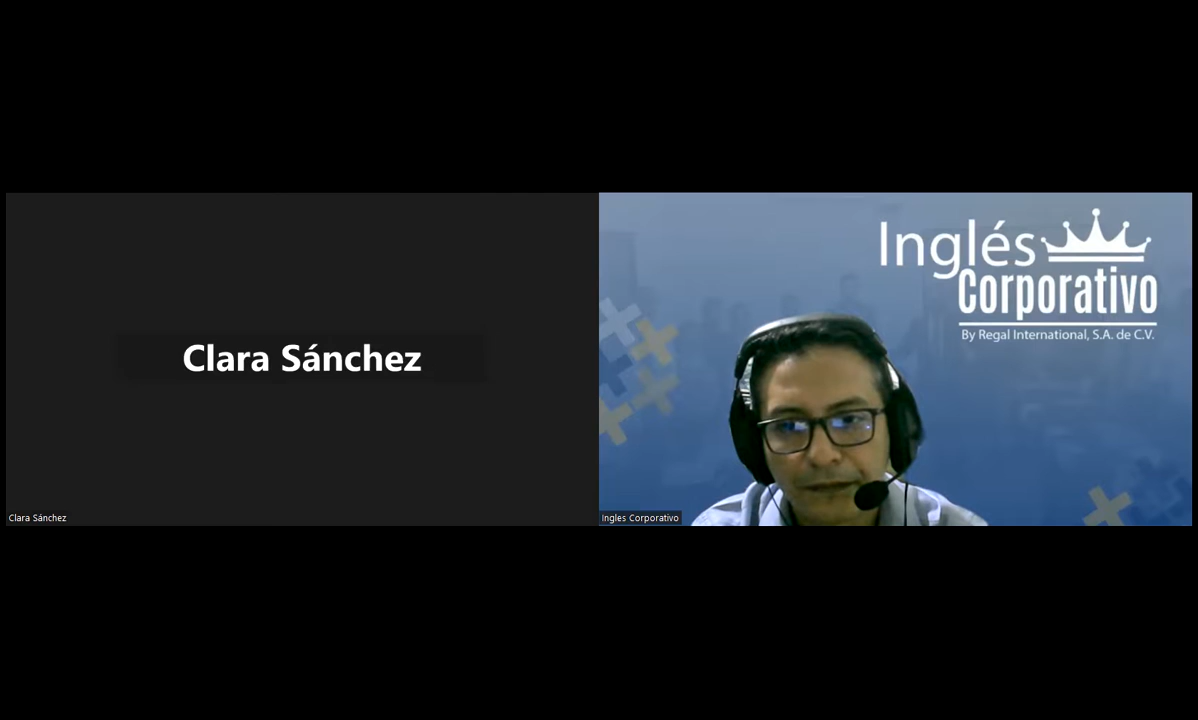 Clara Sánchez
Clara Sánchez
Inglés
Corporativo
By Regal International, S.A. de C.V.
Ingles Corporativo